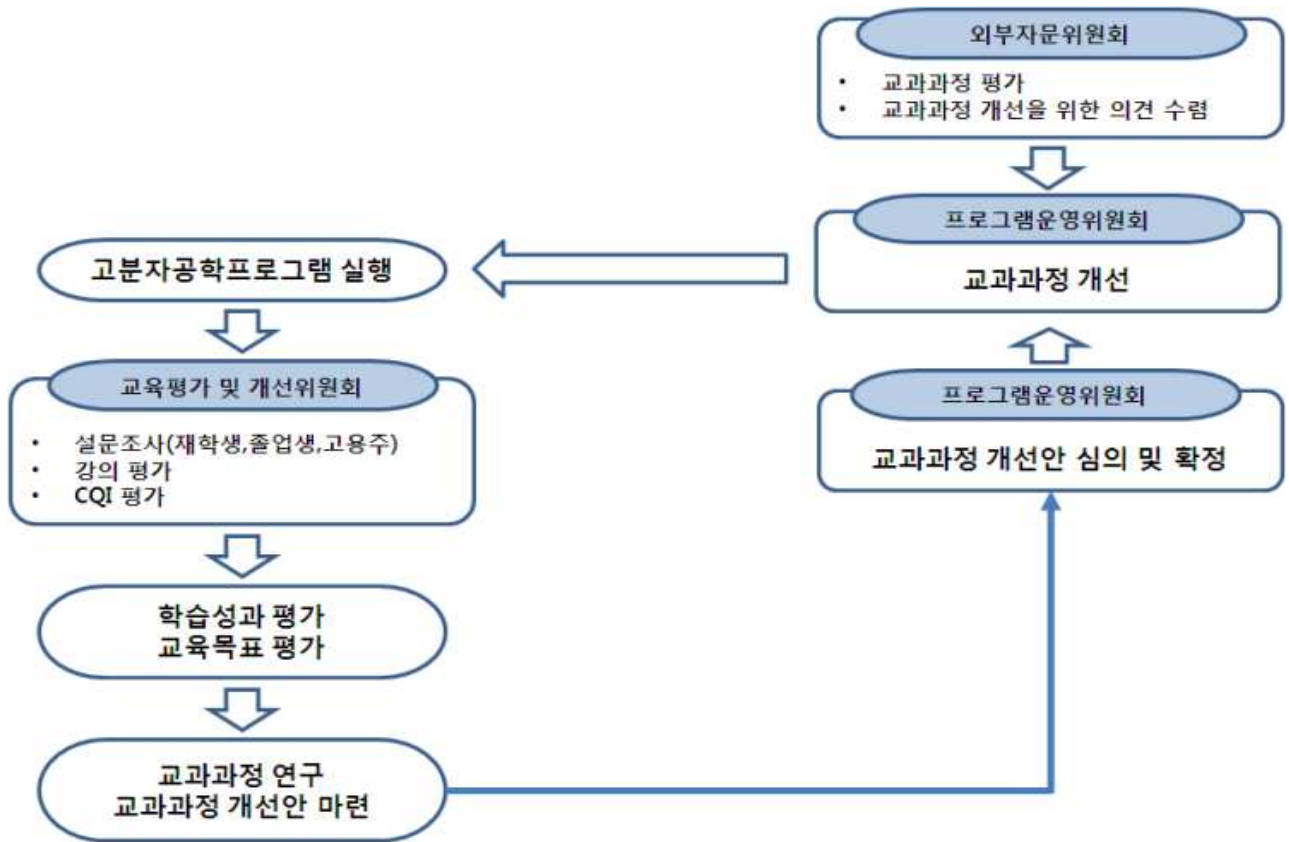 외부자문위원회
• 교과과정 평가
• 교과과정 개선을 위한 의견 수렴
프로그램운영위원회
교과과정 개선
고분자공학프로그램 실행
교육평가 및 개선위원회
• 설문조사(재학생,졸업생,고용주)
• 강의 평가
• CQI 평가
프로그램운영위원회
교과과정 개선안 심의 및 확정
학습성과 평가
교육목표 평가
교과과정 연구
교과과정 개선안 마련